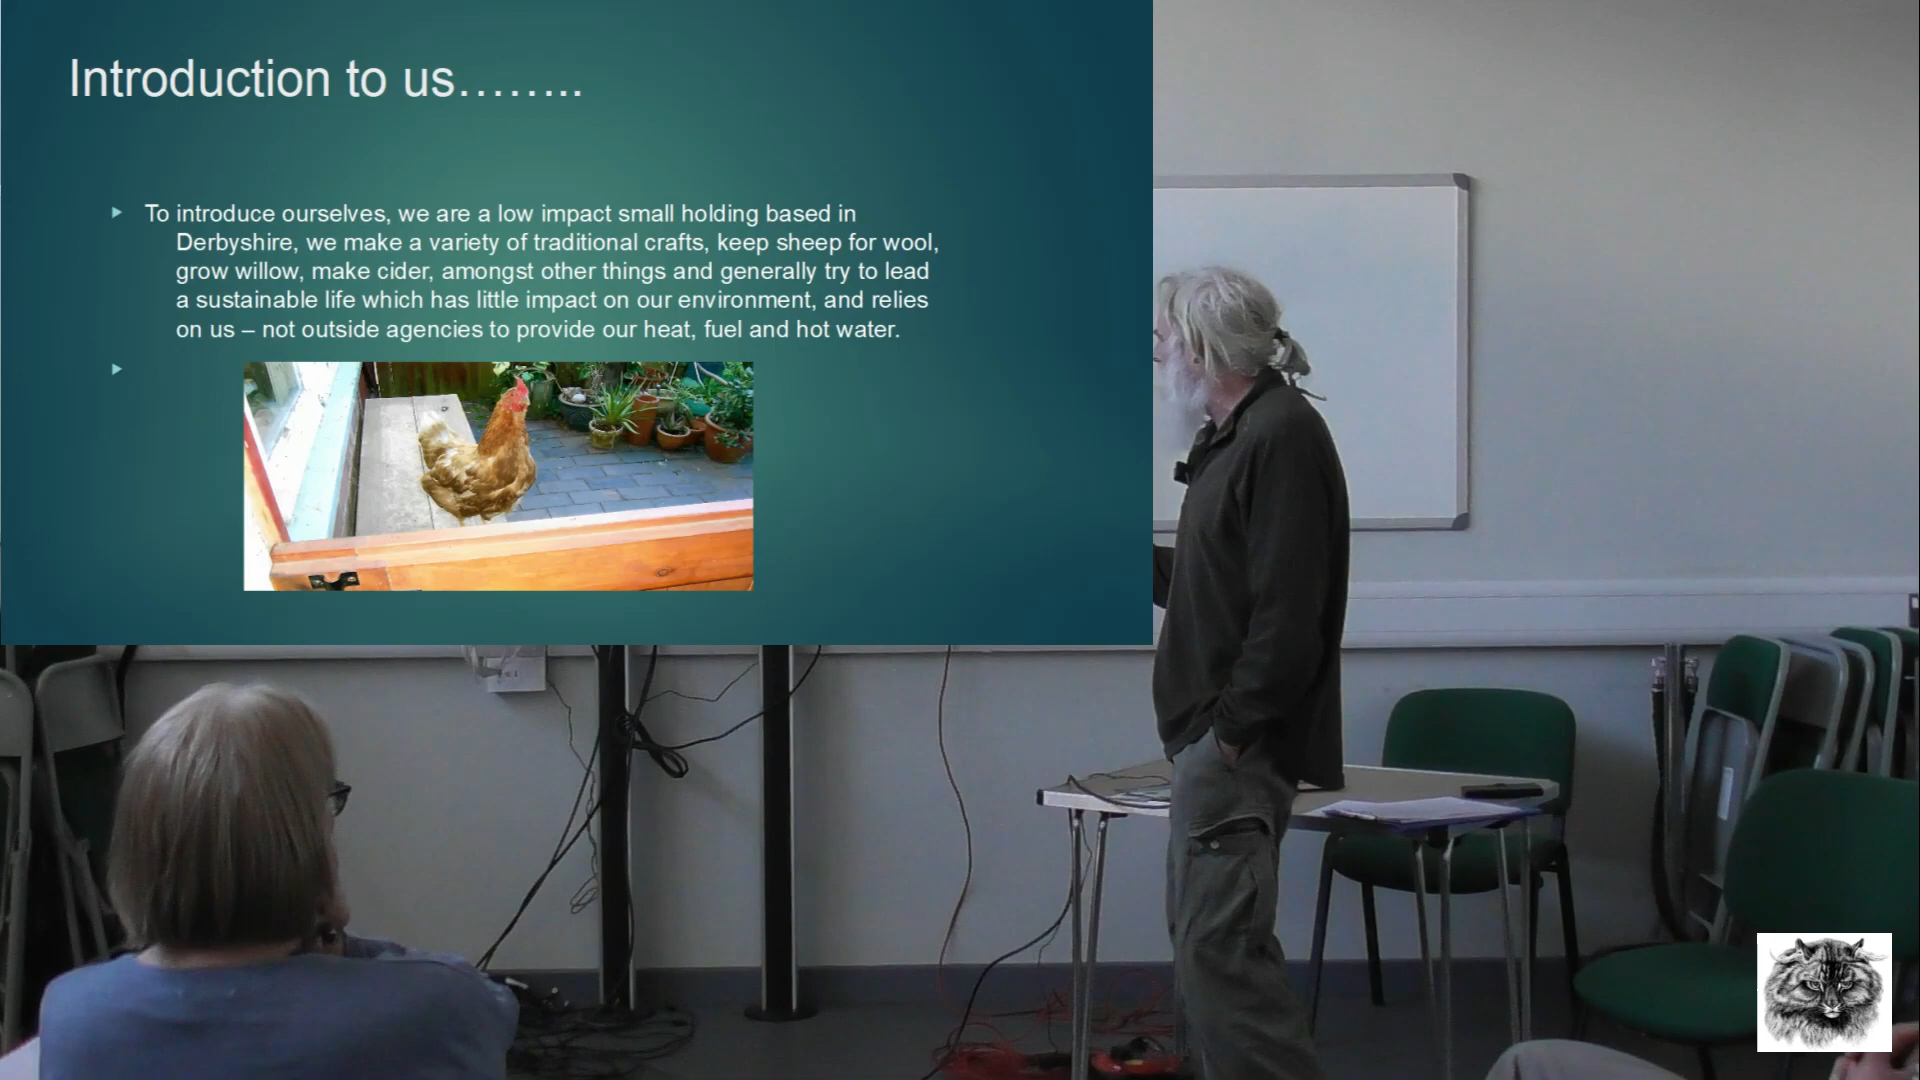 Introduction to us……..
To introduce ourselves, we are a low impact small holding based in
Derbyshire, we make a variety of traditional crafts, keep sheep for wool,
grow willow, make cider, amongst other things and generally try to lead
a sustainable life which has little impact on our environment, and relies
on us – not outside agencies to provide our heat, fuel and hot water.